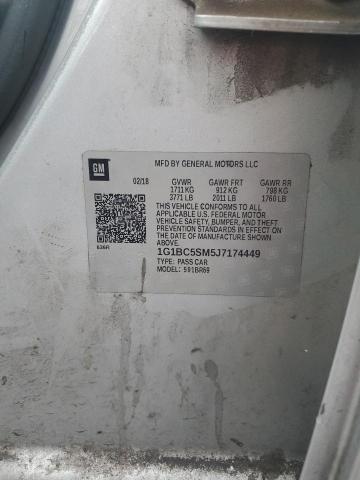 GM
MFD BY GENERAL MOTORS LLC
02/18 GVWR GAWR FRT GAWR RR
1711 KG 912 KG 798 KG
3771 LB 2011 LB 1760 LB
THIS VEHICLE CONFORMS TO ALL
APPLICABLE U.S. FEDERAL MOTOR
VEHICLE SAFETY, BUMPER, AND THEFT
PREVENTION STANDARDS IN EFFECT ON
THE DATE OF MANUFACTURE SHOWN ABOVE.
636R
1G1BC5SM5J7174449
TYPE: PASS CAR
MODEL: 591BR69